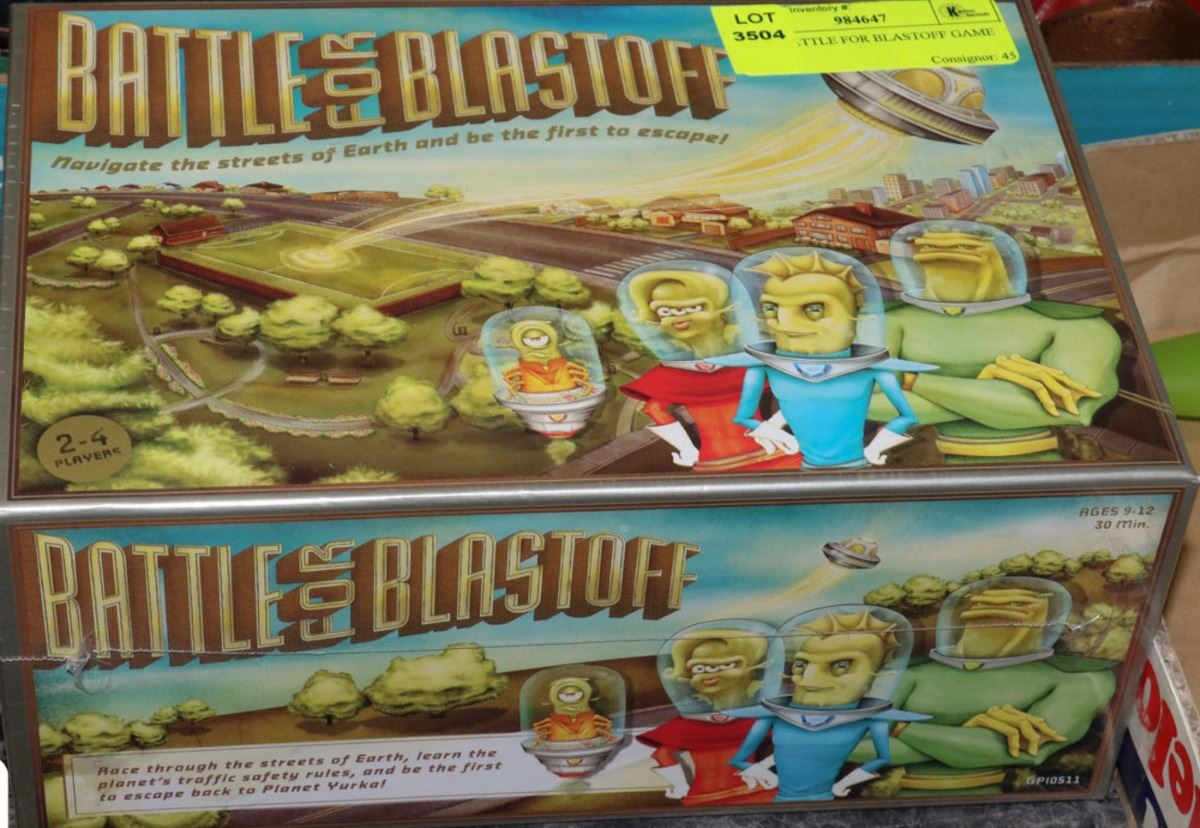 BATTLE FOR BLASTOFF
Navigate the streets of Earth and be the first to escape!
LOT
3504
Inventory #:
984647
TTLE FOR BLASTOFF GAME
Consignor: 45
2-4
PLAYERS
BATTLE FOR BLASTOFF
AGES 9-12
30 Min.
Race through the streets of Earth, learn the
planet's traffic safety rules, and be the first
to escape back to Planet Yurka!
GPI0511